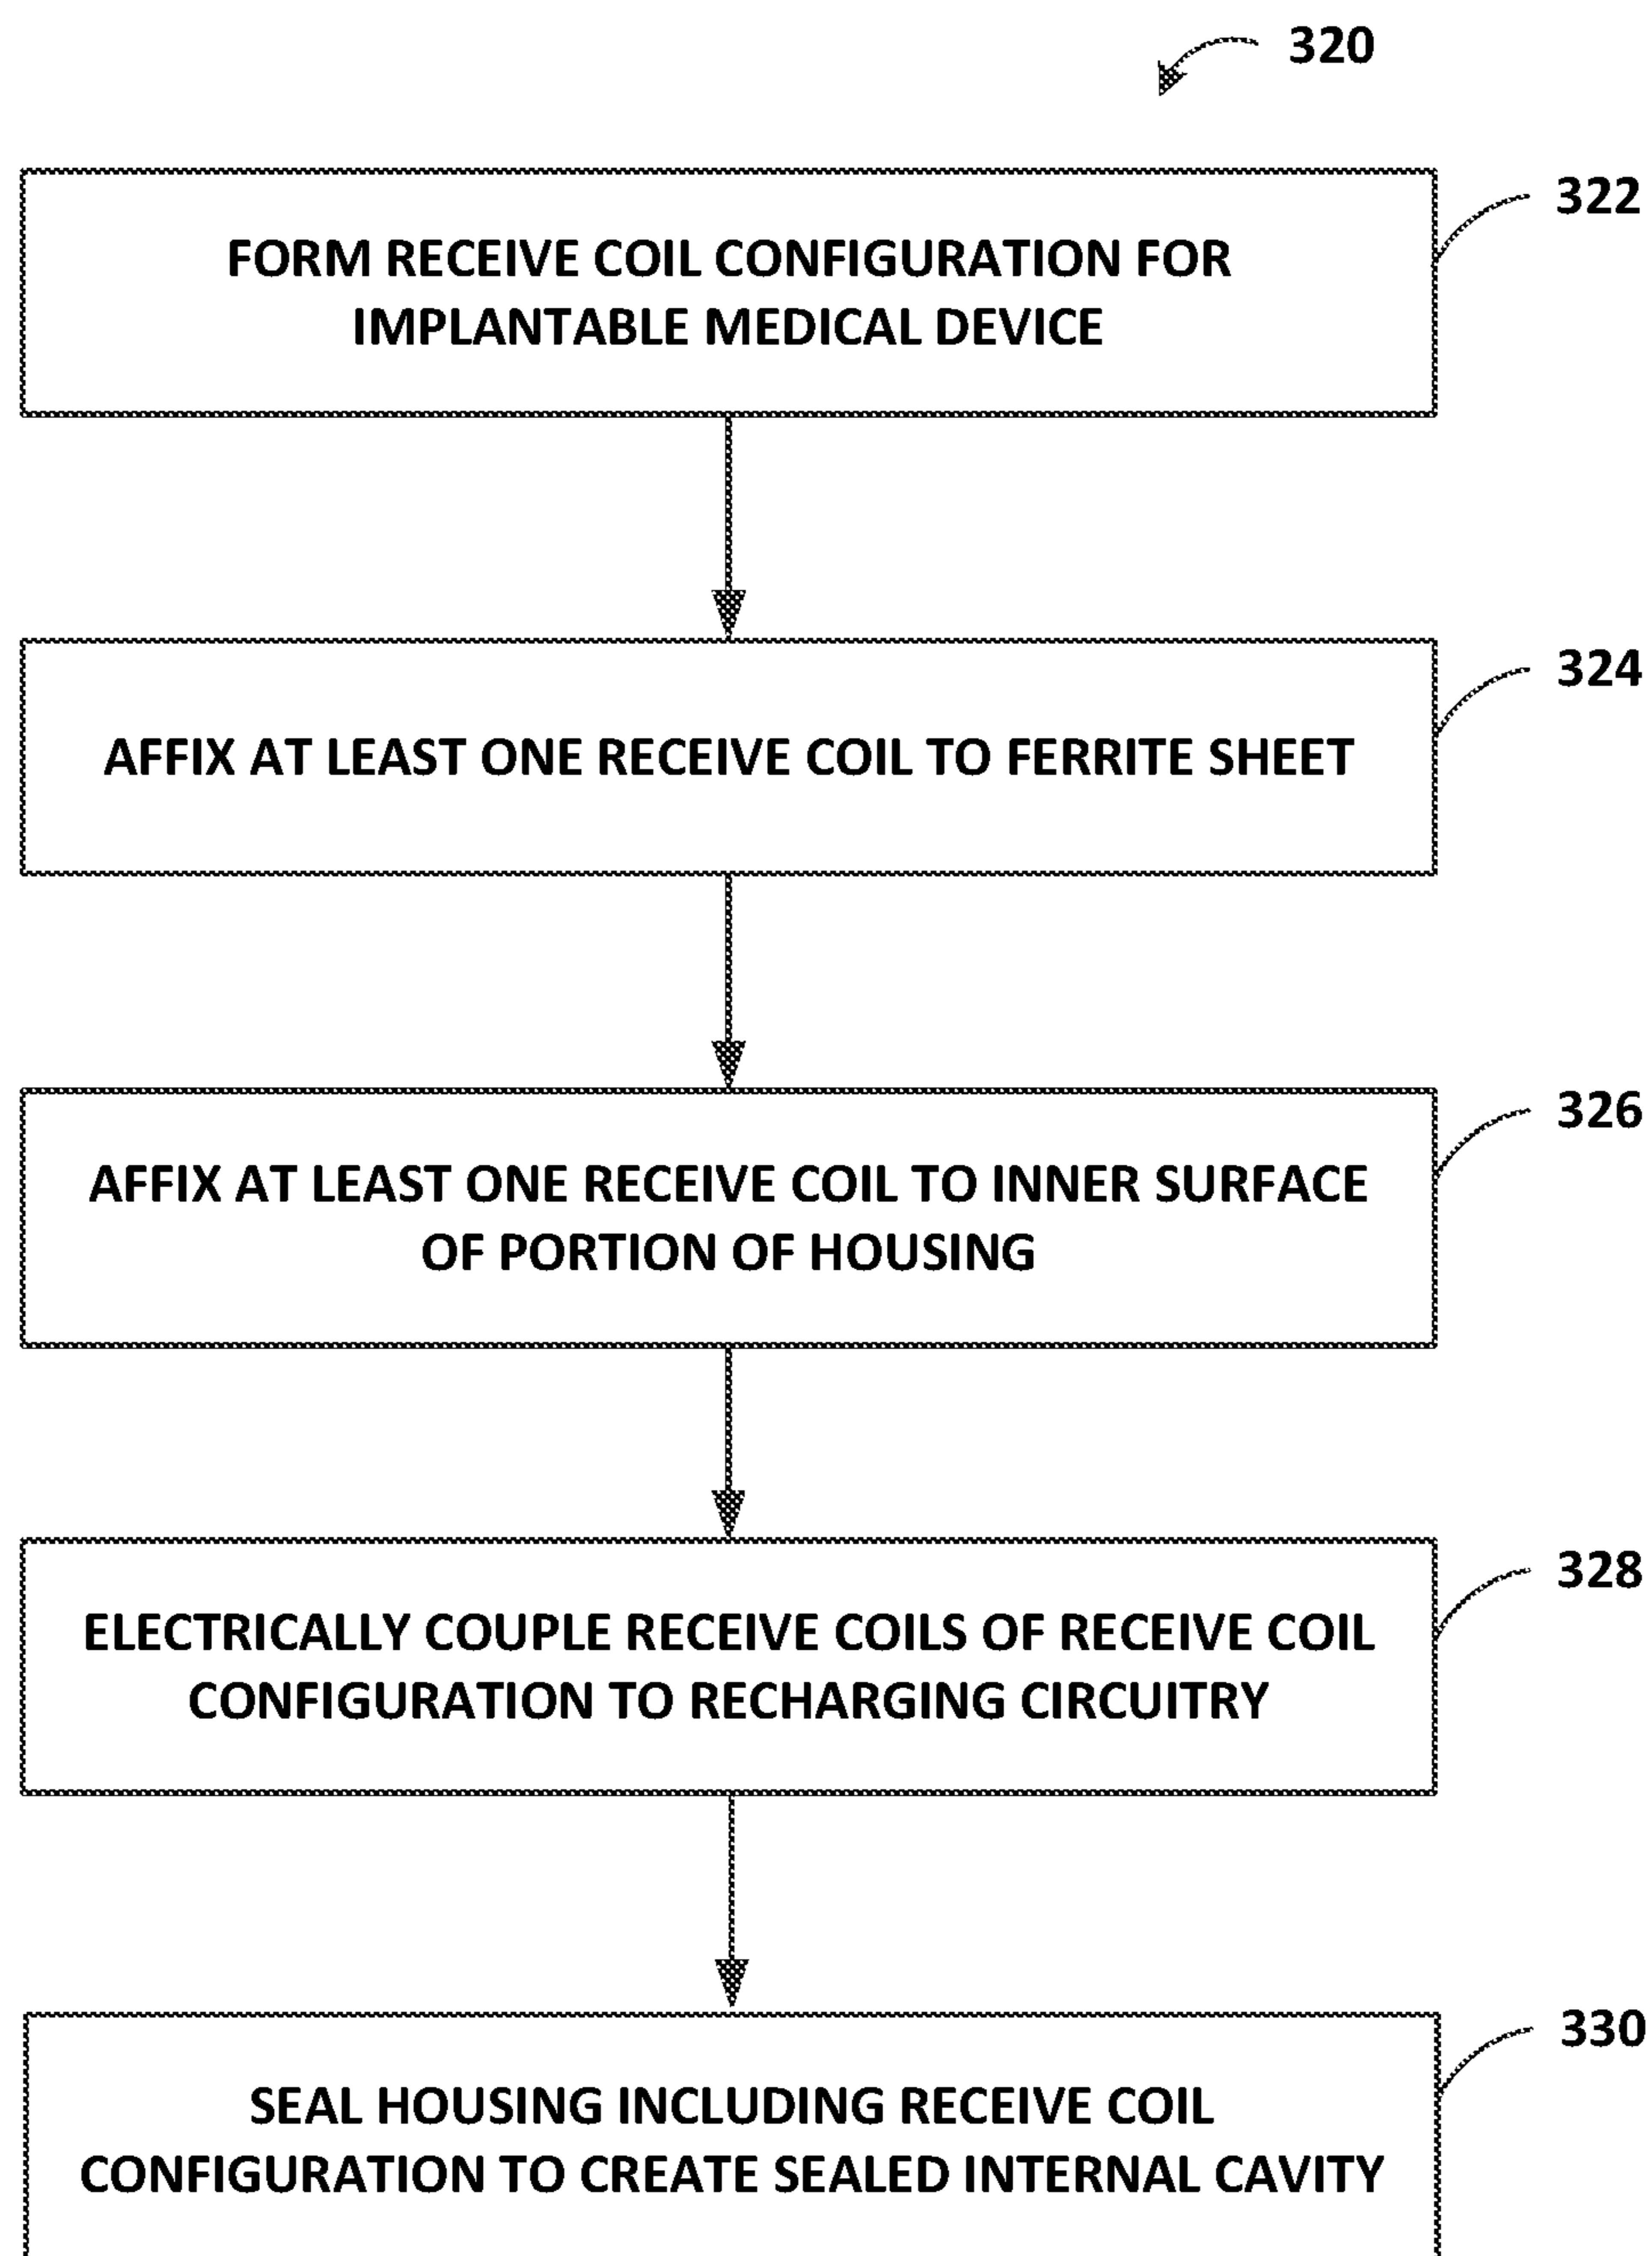 320
322
FORM RECEIVE COIL CONFIGURATION FOR
IMPLANTABLE MEDICAL DEVICE
324
AFFIX AT LEAST ONE RECEIVE COIL TO FERRITE SHEET
326
AFFIX AT LEAST ONE RECEIVE COIL TO INNER SURFACE
OF PORTION OF HOUSING
328
ELECTRICALLY COUPLE RECEIVE COILS OF RECEIVE COIL
CONFIGURATION TO RECHARGING CIRCUITRY
330
SEAL HOUSING INCLUDING RECEIVE COIL
CONFIGURATION TO CREATE SEALED INTERNAL CAVITY